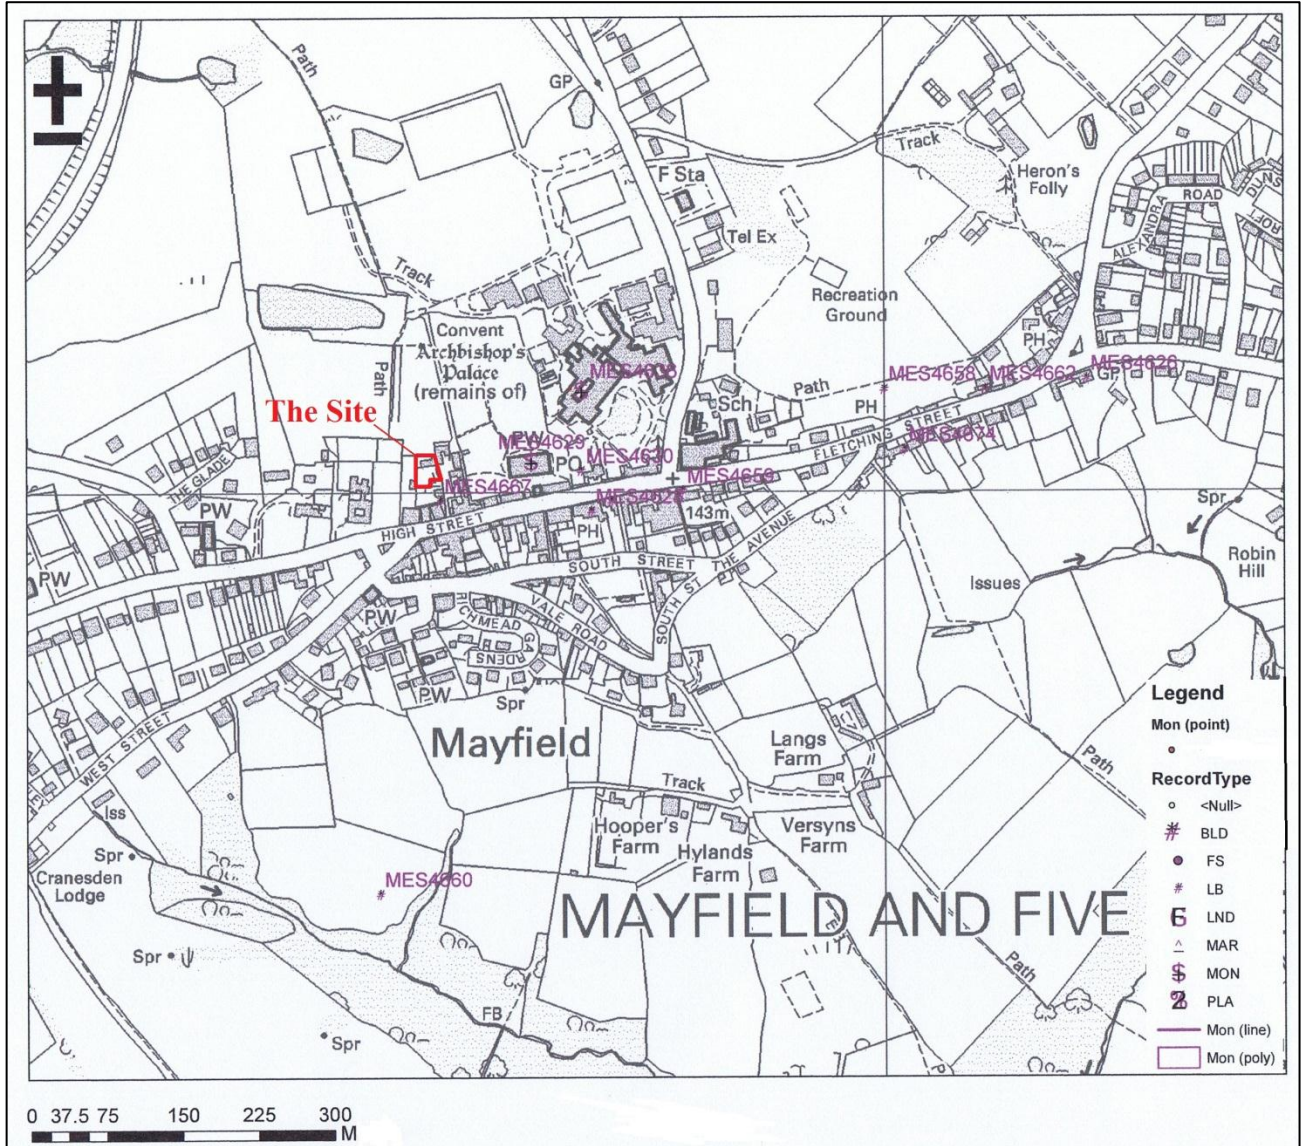 Path
GP
F Sta
Track
Heron's
Folly
Tel Ex
ROAD
ALEXANDRA
Recreation
Ground
Track
Convent
Archbishop's
Palace
(remains of)
Path
PH
MES4658
MES4662
MES4626
GP
Path
PH
Sch
FLETCHING STREET
MES4674
The Site
PW
MES4629
PO
MES4630
MES4659
MES4667
THE GLADE
PW
HIGH STREET
PH
143m
Spr
Robin
Hill
Issues
SOUTH STREET
THE AVENUE
SOUTH ST
VALE ROAD
RICHMEAD GARDENS
PW
PW
PW
Spr
Mayfield
WEST STREET
Langs
Farm
Track
Path
Hooper's
Farm
Hylands
Farm
Versyns
Farm
Iss
Spr
Cranesden
Lodge
MES4660
MAYFIELD AND FIVE
Spr
Path
FB
Spr
Legend
Mon (point)
RecordType
<Null>
BLD
FS
LB
LND
MAR
MON
PLA
Mon (line)
Mon (poly)
0 37.5 75 150 225 300
M